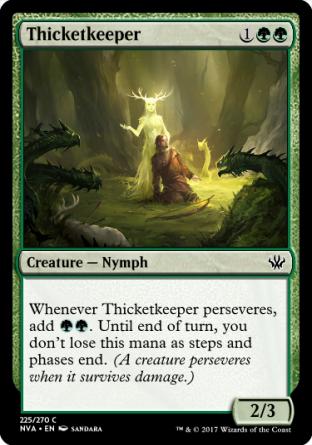 Thicketkeeper 1
Creature — Nymph
Whenever Thicketkeeper perseveres,
add . Until end of turn, you
don't lose this mana as steps and
phases end. (A creature perseveres
when it survives damage.)
2/3
225/270 C
NVA • EN SANDARA
™ & © 2017 Wizards of the Coast